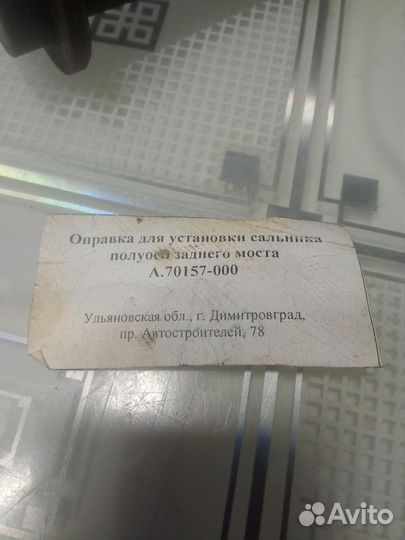 Оправка для установки сальника
полуоси заднего моста
А.70157-000
Ульяновская обл., г. Димитровград,
пр. Автостроителей, 78
Avito